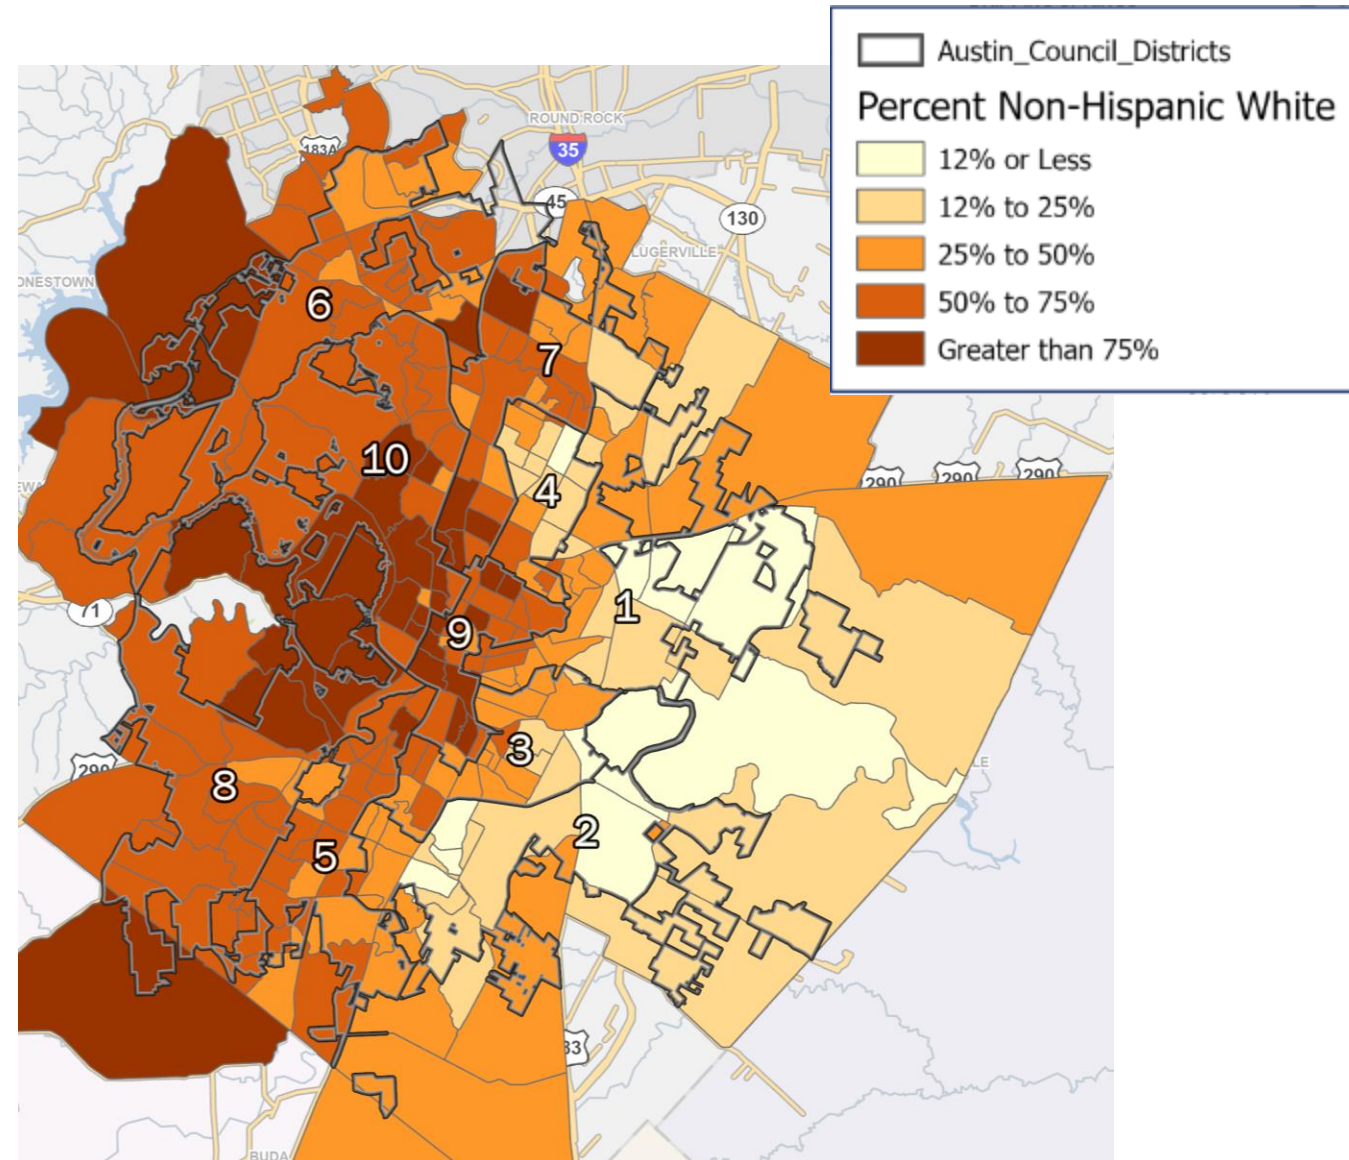 Austin_Council_Districts
Percent Non-Hispanic White
12% or Less
12% to 25%
25% to 50%
50% to 75%
Greater than 75%
ROUND ROCK
183A
35
45
130
LUGERVILLE
ONESTOWN
6
7
10
4
290
290
290
71
1
9
3
290
8
2
LE
5
33
BUDA